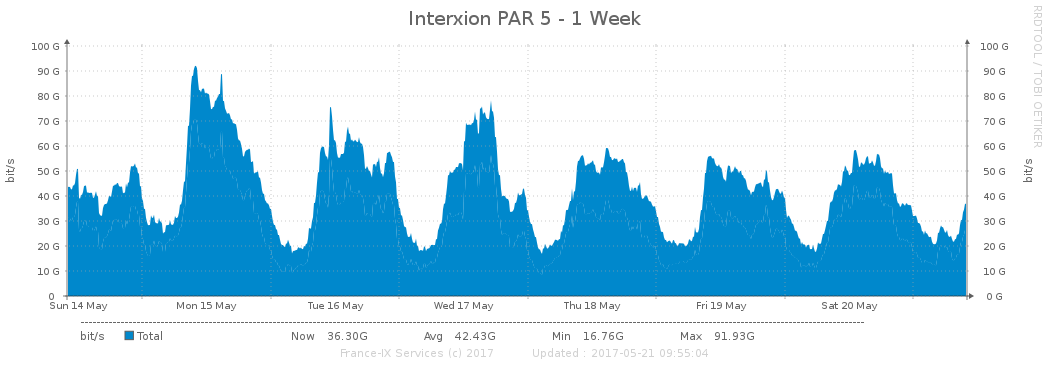 Interxion PAR 5 - 1 Week
RRDTOOL / TOBI OETIKER
bit/s
bit/s
100 G 100 G
90 G 90 G
80 G 80 G
70 G 70 G
60 G 60 G
50 G 50 G
40 G 40 G
30 G 30 G
20 G 20 G
10 G 10 G
0 0 G
Sun 14 May Mon 15 May Tue 16 May Wed 17 May Thu 18 May Fri 19 May Sat 20 May
bit/s Total Now 36.30G Avg 42.43G Min 16.76G Max 91.93G
France-IX Services (c) 2017 Updated : 2017-05-21 09:55:04